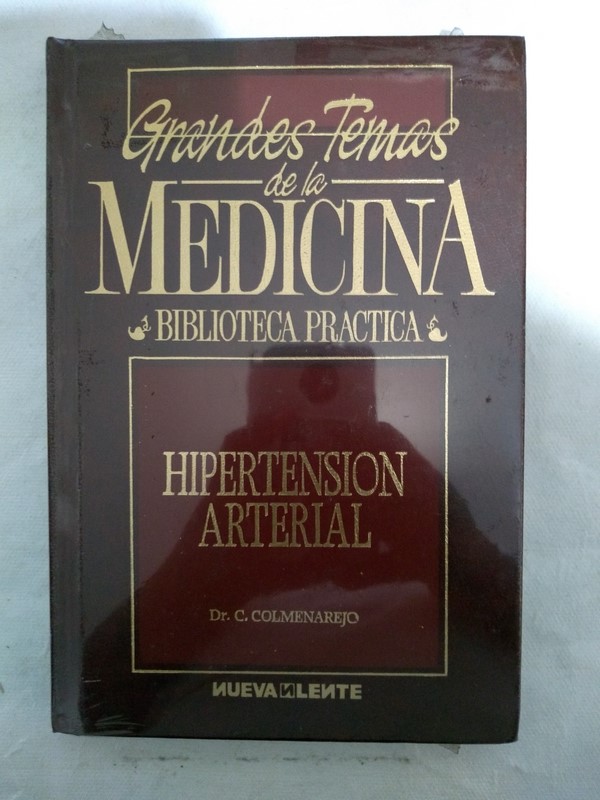 Grandes Temas
de la
MEDICINA
BIBLIOTECA PRACTICA
HIPERTENSION
ARTERIAL
Dr. C. COLMENAREJO
NUEVA LENTE